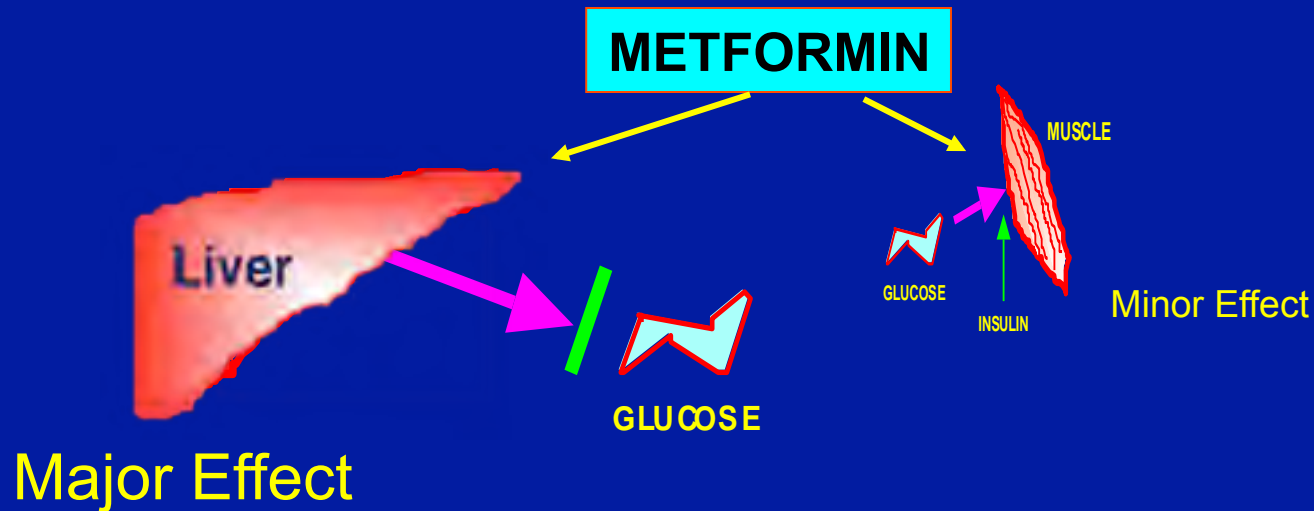 METFORMIN
MUSCLE
Liver
GLUCOSE
INSULIN
Minor Effect
GLUCOSE
Major Effect